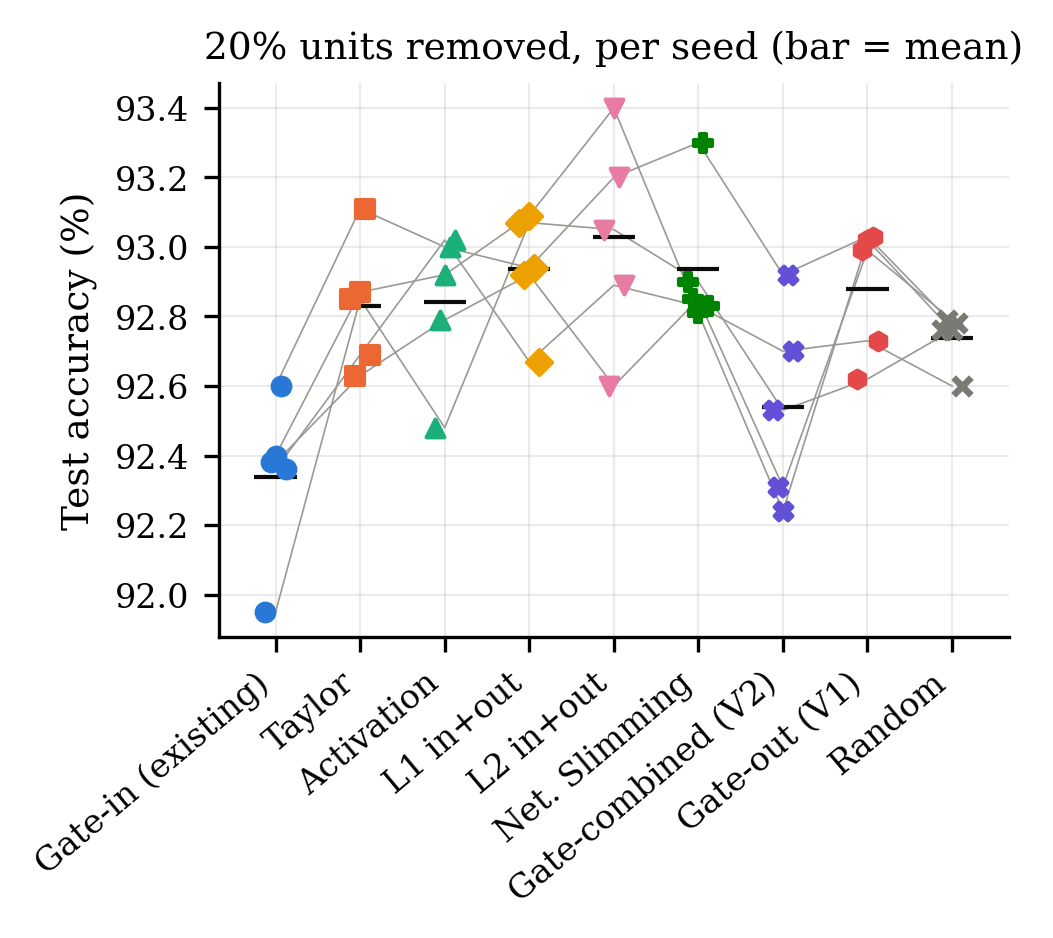 20% units removed, per seed (bar = mean)
Test accuracy (%)
93.4
93.2
93.0
92.8
92.6
92.4
92.2
92.0
Gate-in (existing)
Taylor
Activation
L1 in+out
L2 in+out
Net. Slimming
Gate-combined (V2)
Gate-out (V1)
Random